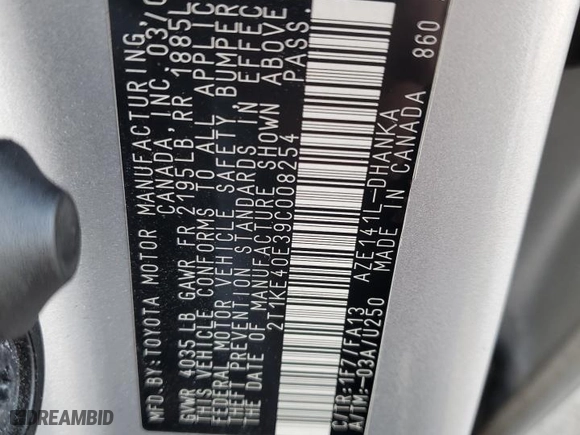 MFD.BY:TOYOTA MOTOR MANUFACTURING,
CANADA, INC. 03/0
GVWR 4035LB GAWR FR 2195LB, RR 1885L
THIS VEHICLE CONFORMS TO ALL APPLIC
FEDERAL MOTOR VEHICLE SAFETY, BUMPER
THEFT PREVENTION STANDARDS IN EFFEC
THE DATE OF MANUFACTURE SHOWN ABOVE
2T1KE40E39C008254 PASS
C/TR:1F7/FA13 AZE141L-DHANKA
A/TM:-03A/U250 MADE IN CANADA 860
DREAMBID